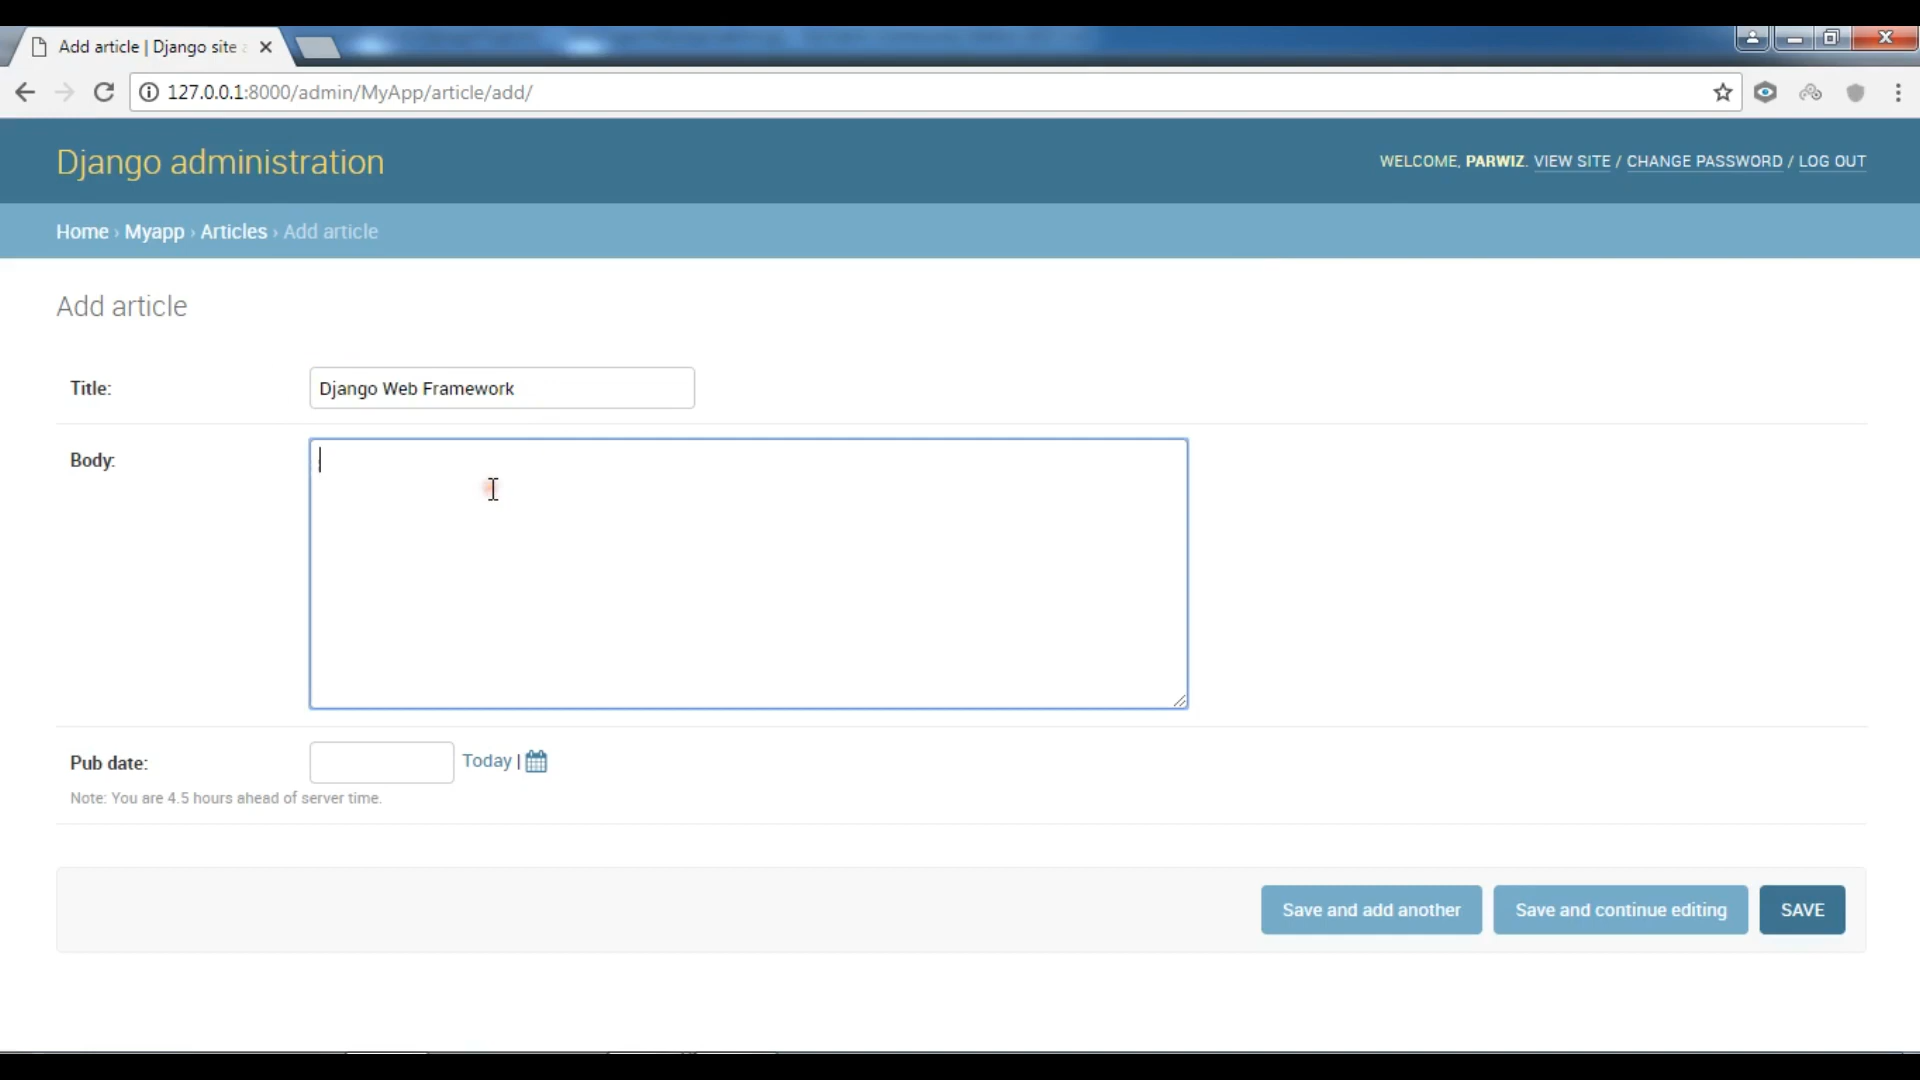 Add article | Django site a
127.0.0.1:8000/admin/MyApp/article/add/
Django administration
WELCOME, PARWIZ. VIEW SITE / CHANGE PASSWORD / LOG OUT
Home › Myapp › Articles › Add article
Add article
Title: Django Web Framework
Body:
Pub date: Today |
Note: You are 4.5 hours ahead of server time.
Save and add another Save and continue editing SAVE